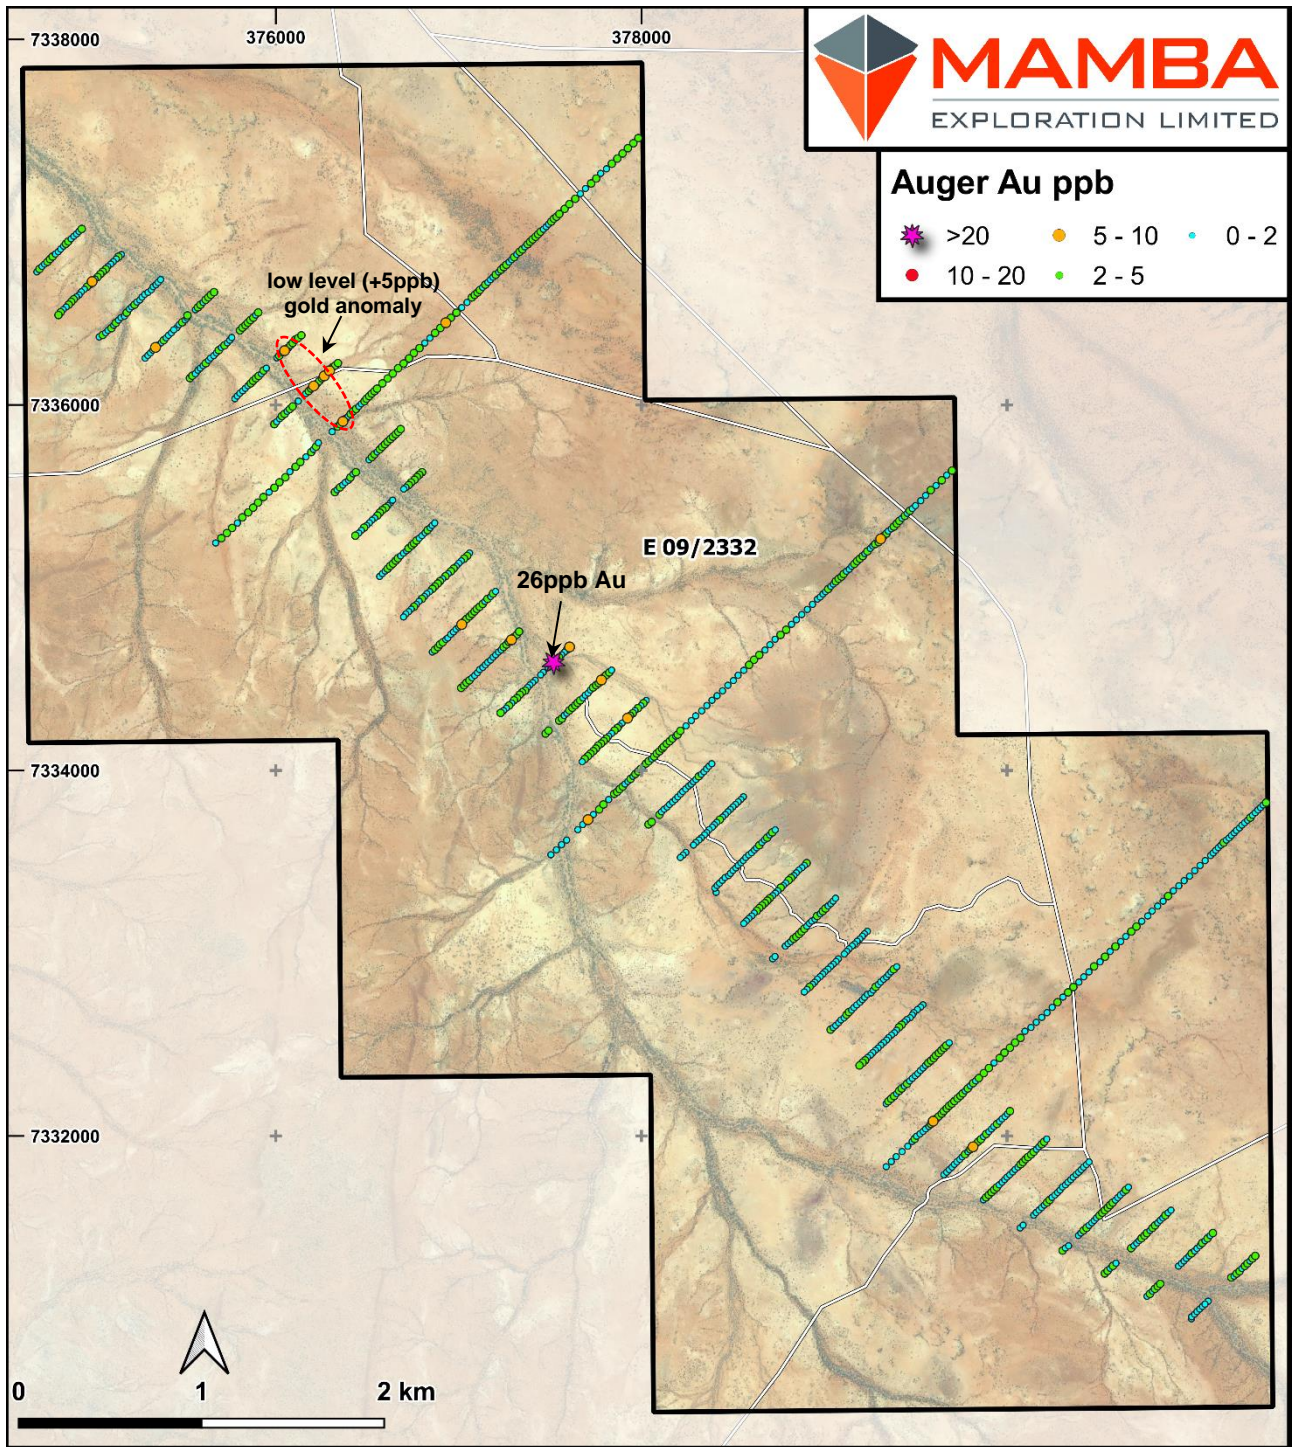 7338000
376000
378000
MAMBA
EXPLORATION LIMITED
Auger Au ppb
>20
5 - 10
0 - 2
10 - 20
2 - 5
low level (+5ppb)
gold anomaly
7336000
E 09/2332
26ppb Au
7334000
7332000
0 1 2 km